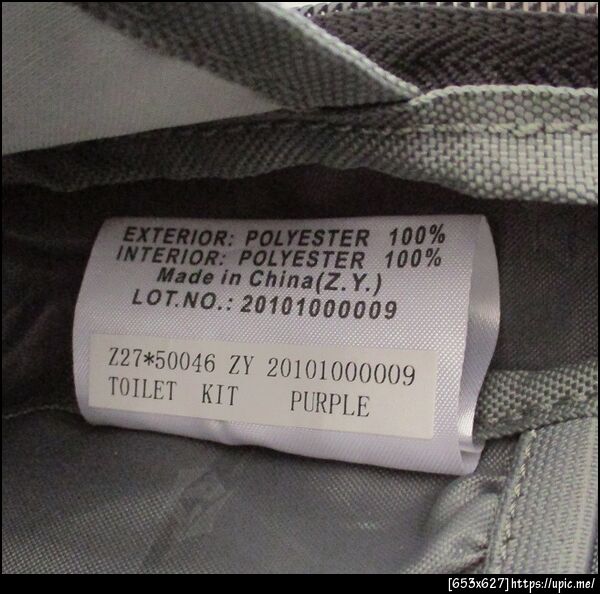 EXTERIOR: POLYESTER 100%
INTERIOR: POLYESTER 100%
Made in China(Z.Y.)
LOT.NO.: 20101000009
Z27*50046 ZY 20101000009
TOILET KIT PURPLE
[653x627]https://upic.me/